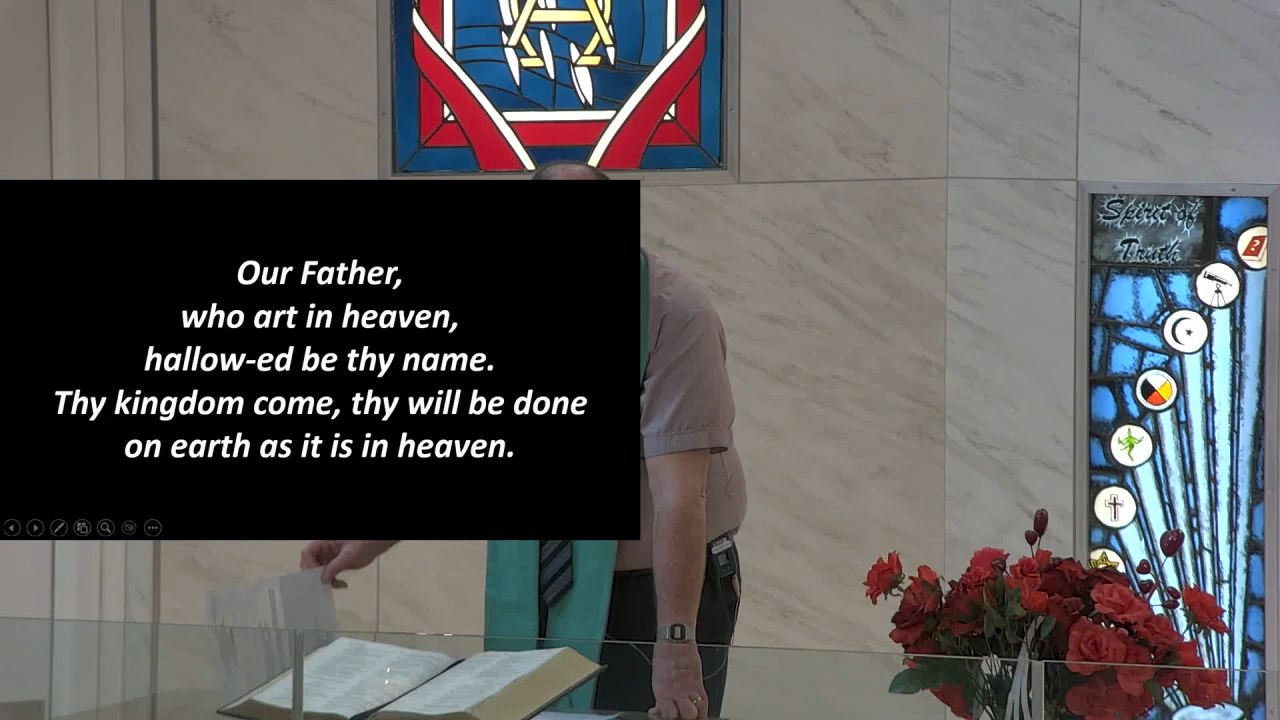 Spirit of
Truth
Our Father,
who art in heaven,
hallow-ed be thy name.
Thy kingdom come, thy will be done
on earth as it is in heaven.